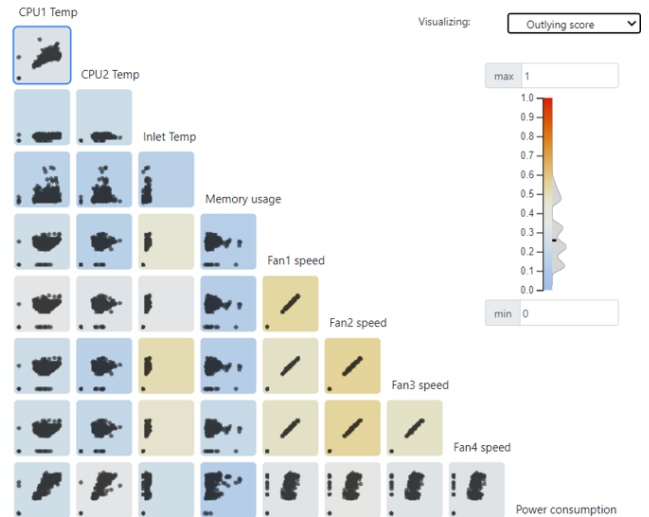 CPU1 Temp
Visualizing:
Outlying score
CPU2 Temp
max 1
1.0
0.9
0.8
0.7
0.6
0.5
0.4
0.3
0.2
0.1
0.0
Inlet Temp
Memory usage
Fan1 speed
min 0
Fan2 speed
Fan3 speed
Fan4 speed
Power consumption